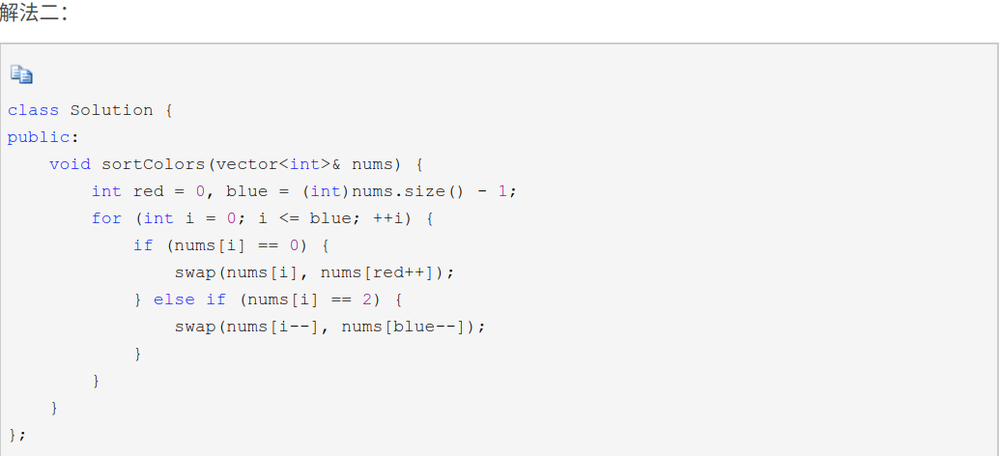 解法二：
class Solution {
public:
    void sortColors(vector<int>& nums) {
        int red = 0, blue = (int)nums.size() - 1;
        for (int i = 0; i <= blue; ++i) {
            if (nums[i] == 0) {
                swap(nums[i], nums[red++]);
            } else if (nums[i] == 2) {
                swap(nums[i--], nums[blue--]);
            }
        }
    }
};